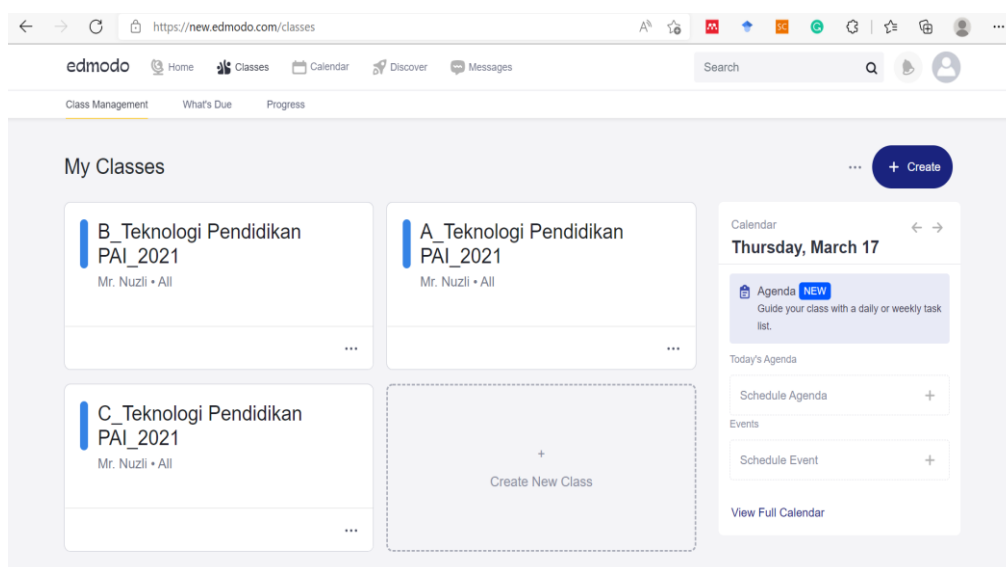 https://new.edmodo.com/classes
edmodo Home Classes Calendar Discover Messages Search
Class Management What's Due Progress
My Classes
... + Create
B_Teknologi Pendidikan
PAI_2021
Mr. Nuzli • All
...
A_Teknologi Pendidikan
PAI_2021
Mr. Nuzli • All
...
C_Teknologi Pendidikan
PAI_2021
Mr. Nuzli • All
...
+
Create New Class
Calendar
Thursday, March 17
Agenda NEW
Guide your class with a daily or weekly task
list.
Today's Agenda
Schedule Agenda +
Events
Schedule Event +
View Full Calendar